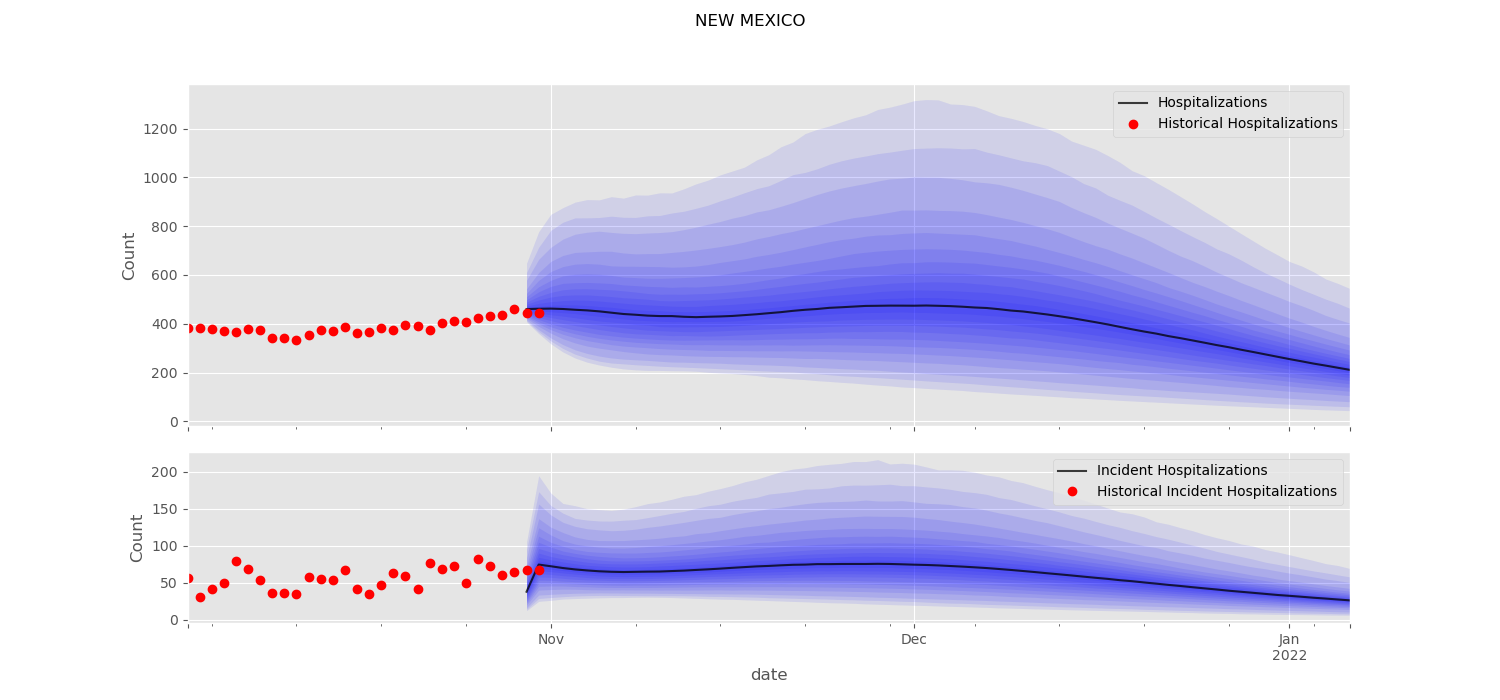 NEW MEXICO
Hospitalizations
Historical Hospitalizations
Count
1200
1000
800
600
400
200
0
Incident Hospitalizations
Historical Incident Hospitalizations
Count
200
150
100
50
0
Nov
Dec
Jan
2022
date